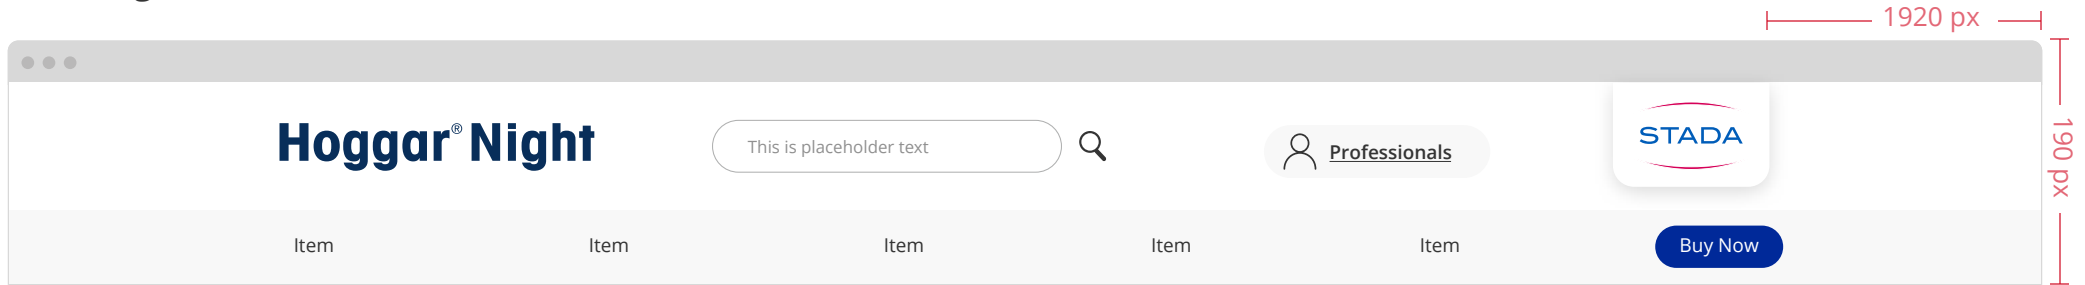 1920 px
Hoggar® Night
This is placeholder text
Professionals
STADA
190 px
Item Item Item Item Item Buy Now